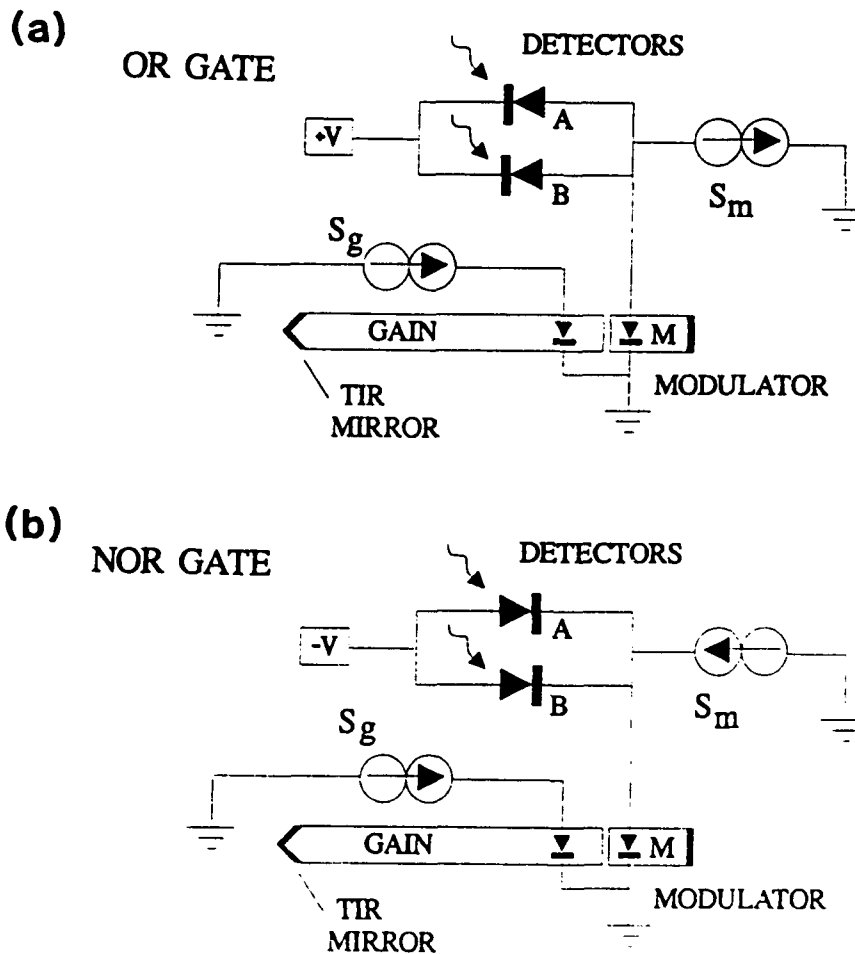 (a)
OR GATE
DETECTORS
+V
A
B
Sm
Sg
GAIN
M
TIR
MIRROR
MODULATOR
(b)
NOR GATE
DETECTORS
-V
A
B
Sm
Sg
GAIN
M
TIR
MIRROR
MODULATOR